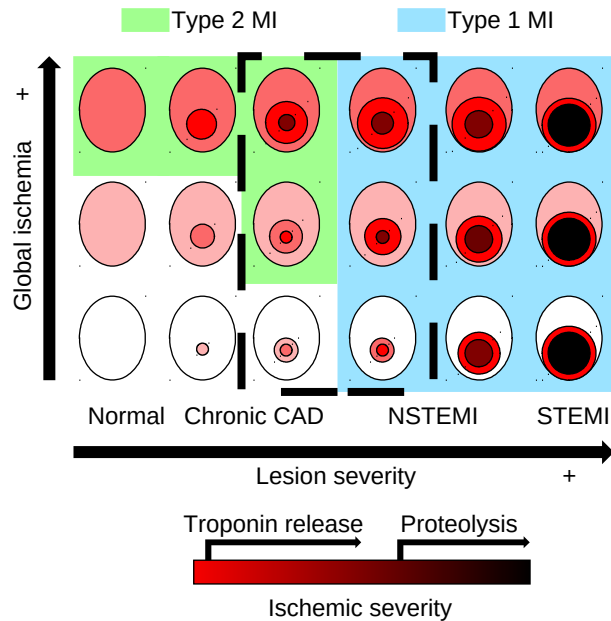 Type 2 MI
Type 1 MI
Global ischemia
+
Normal
Chronic CAD
NSTEMI
STEMI
Lesion severity
+
Troponin release
Proteolysis
Ischemic severity